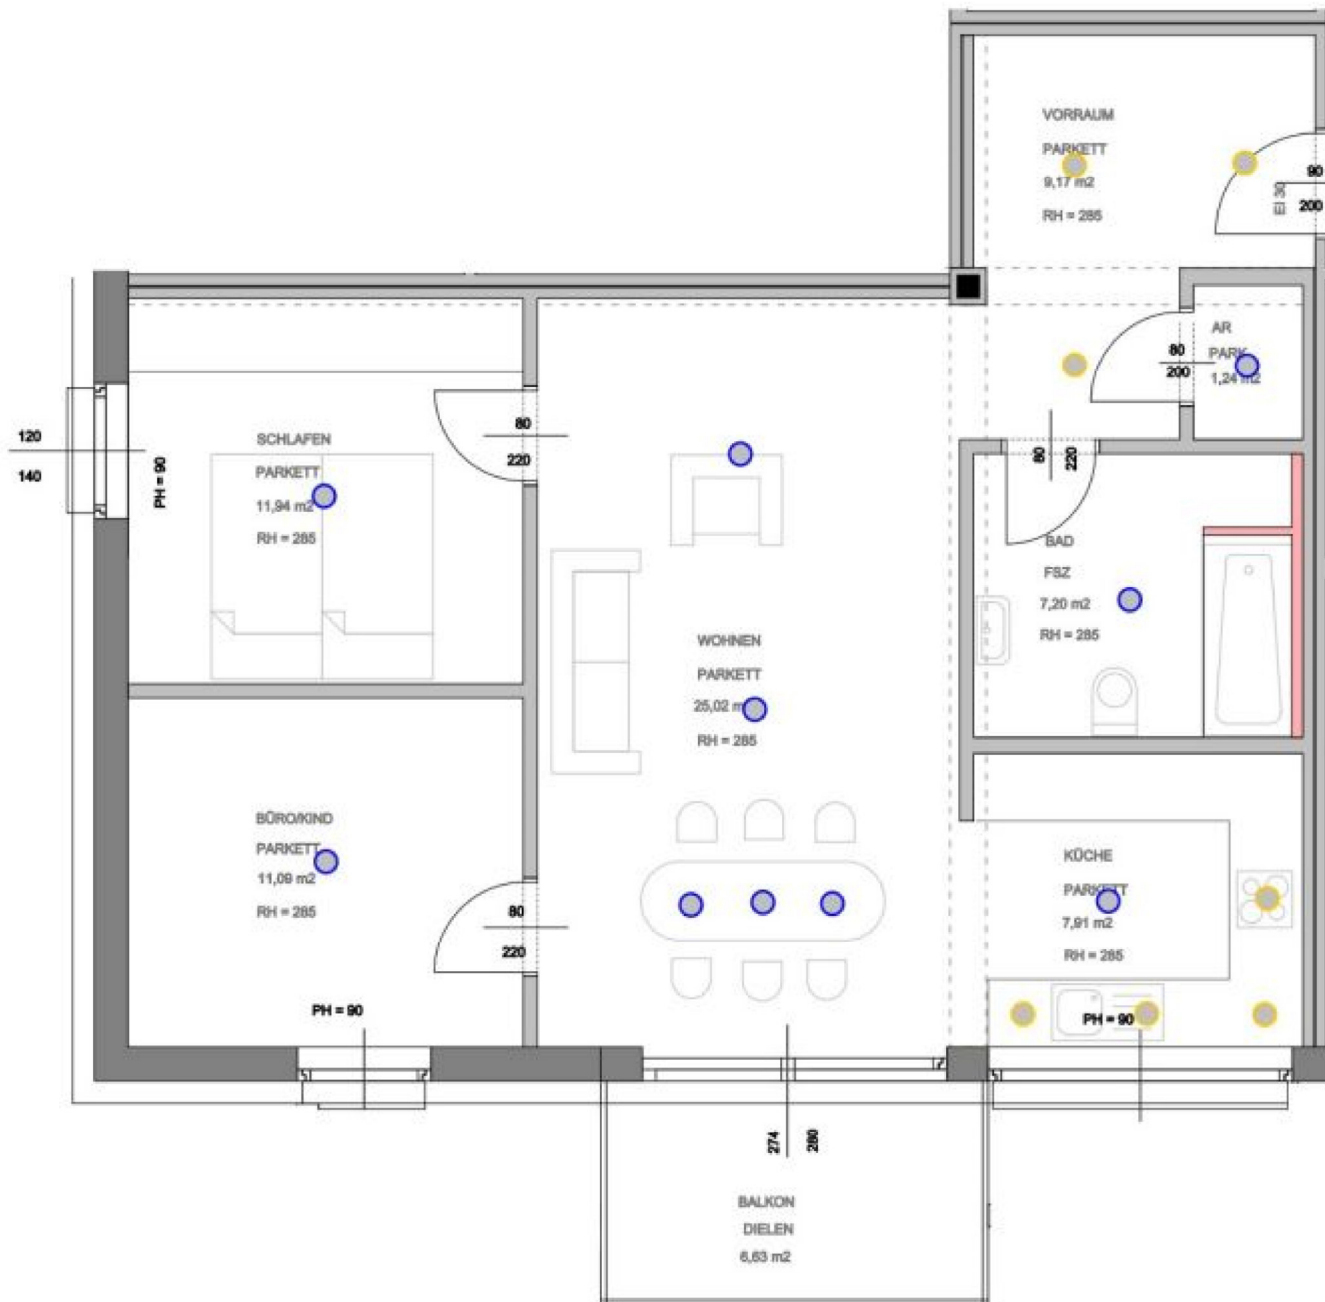 VORRAUM
PARKETT
9,17 m2
RH = 285
EI 30
90
200
AR
PARK
1,24 m2
80
200
80
220
SCHLAFEN
PARKETT
11,94 m2
RH = 285
80
220
120
140
PH = 90
BAD
FSZ
7,20 m2
RH = 285
WOHNEN
PARKETT
25,02 m
RH = 285
BÜRO/KIND
PARKETT
11,09 m2
RH = 285
80
220
PH = 90
KÜCHE
PARKETT
7,91 m2
RH = 285
PH = 90
274
280
BALKON
DIELEN
6,63 m2